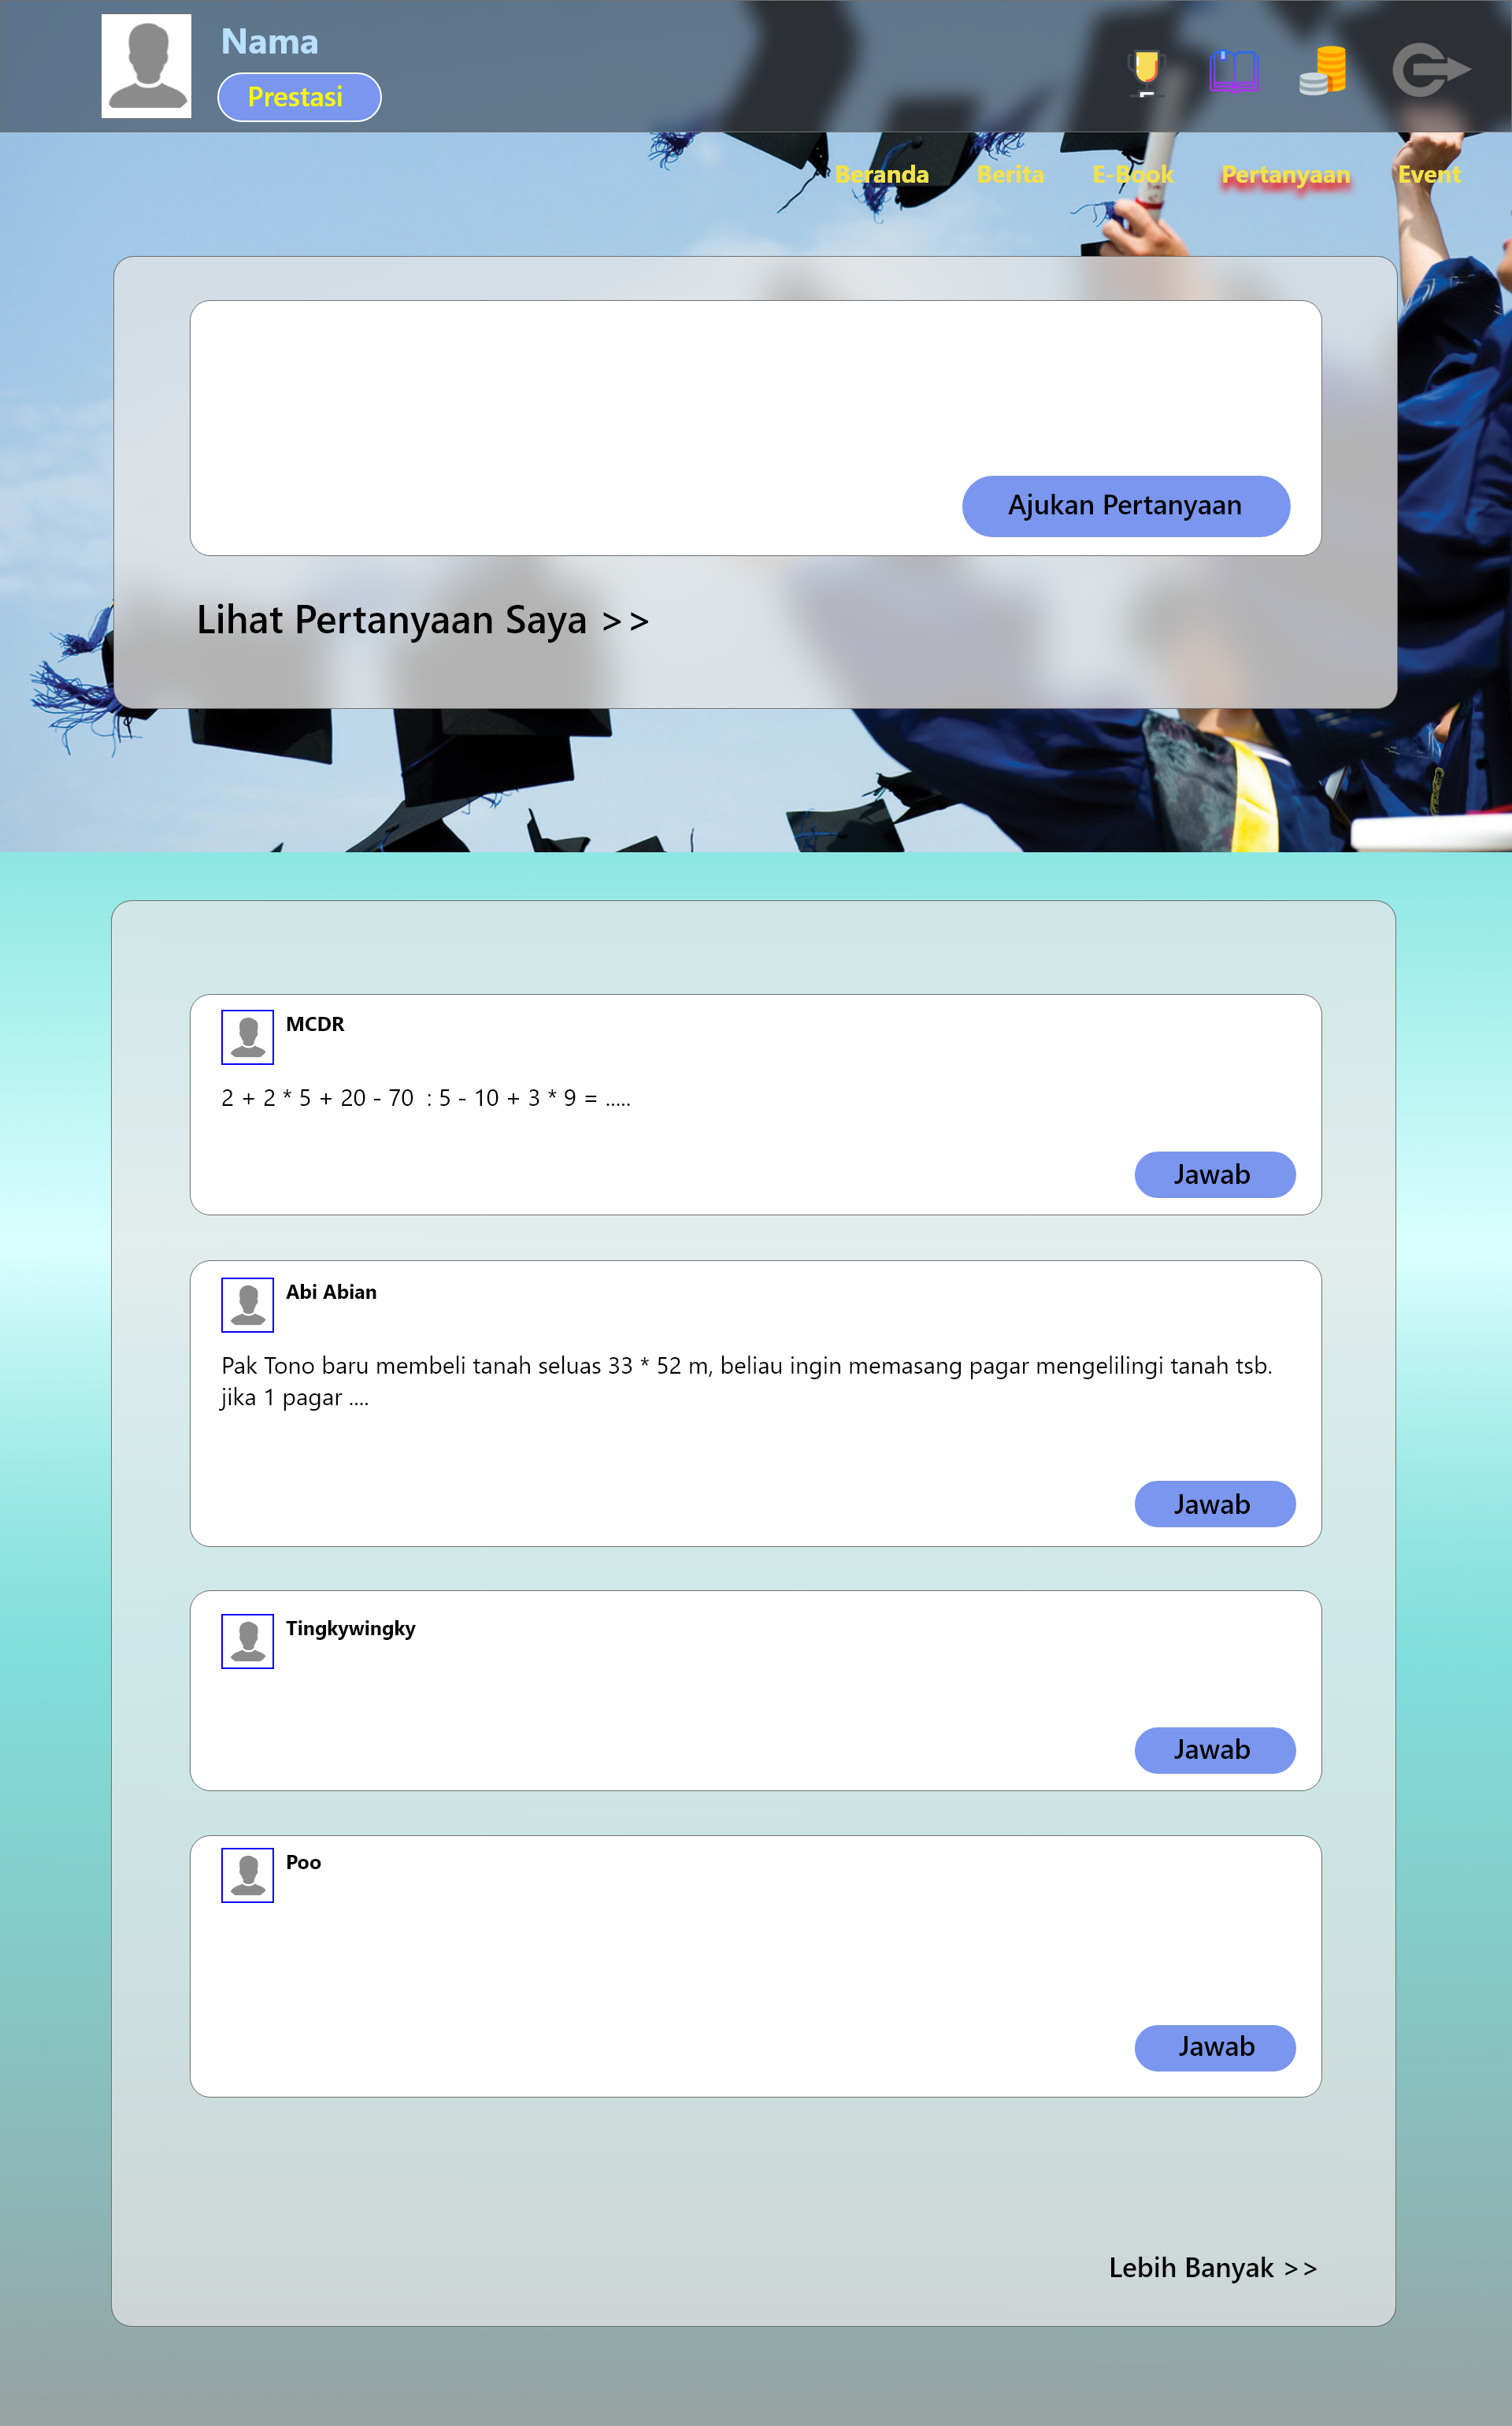 Nama
Prestasi
Beranda
Berita
E-Book
Pertanyaan
Event
Ajukan Pertanyaan
Lihat Pertanyaan Saya >>
MCDR
2 + 2 * 5 + 20 - 70  : 5 - 10 + 3 * 9 = .....
Jawab
Abi Abian
Pak Tono baru membeli tanah seluas 33 * 52 m, beliau ingin memasang pagar mengelilingi tanah tsb.
jika 1 pagar ....
Jawab
Tingkywingky
Jawab
Poo
Jawab
Lebih Banyak >>